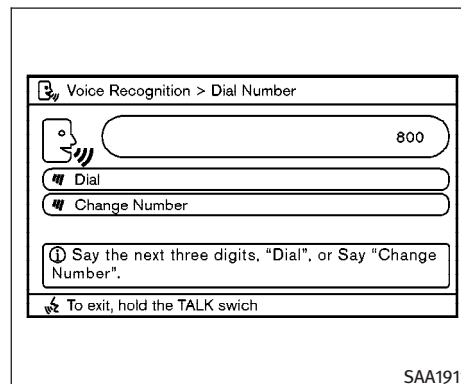 Voice Recognition > Dial Number
800
Dial
Change Number
Say the next three digits, “Dial”, or Say “Change
Number”.
To exit, hold the TALK swich
SAA191